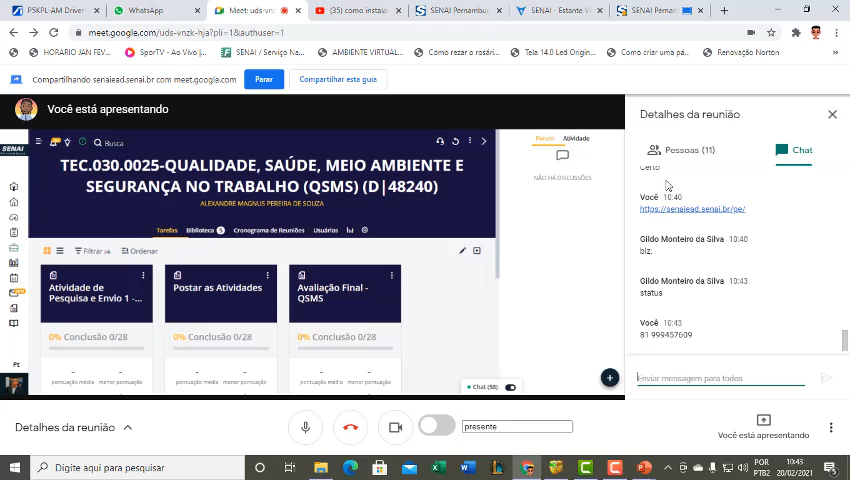 P5KPL-AM Driver
WhatsApp
Meet: uds-vnzk
(35) como instala
SENAI Pernambuc
SENAI - Estante V
SENAI Pernam
meet.google.com/uds-vnzk-hja?pli=1&authuser=1
HORARIO JAN FEV..
SporTV - Ao Vivo |...
SENAI / Serviço Na...
AMBIENTE VIRTUAL...
Como rezar o rosári...
Tela 14.0 Led Origin...
Como criar uma pá...
Renovação Norton
Compartilhando senaiead.senai.br com meet.google.com
Parar
Compartilhar esta guia
Você está apresentando
SENAI
Busca
TEC.030.0025-QUALIDADE, SAÚDE, MEIO AMBIENTE E
SEGURANÇA NO TRABALHO (QSMS) (D|48240)
ALEXANDRE MAGNUS PEREIRA DE SOUZA
Tarefas
Biblioteca 5
Cronograma de Reuniões
Usuários
Filtrar (4)
Ordenar
Atividade de
Pesquisa e Envio 1 -...
0% Conclusão 0/28
pontuação média
menor pontuação
Postar as Atividades
0% Conclusão 0/28
pontuação média
menor pontuação
Avaliação Final -
QSMS
0% Conclusão 0/28
pontuação média
menor pontuação
Pt
Fórum
Atividade
NÃO HÁ DISCUSSÕES
Chat (58)
Detalhes da reunião
Pessoas (11)
Chat
Certo
Você 10:40
https://senaiead.senai.br/pe/
Gildo Monteiro da Silva 10:40
blz.
Gildo Monteiro da Silva 10:43
status
Você 10:43
81 999457609
Enviar mensagem para todos
Detalhes da reunião
presente
Você está apresentando
Digite aqui para pesquisar
POR
PTB2
10:43
20/02/2021